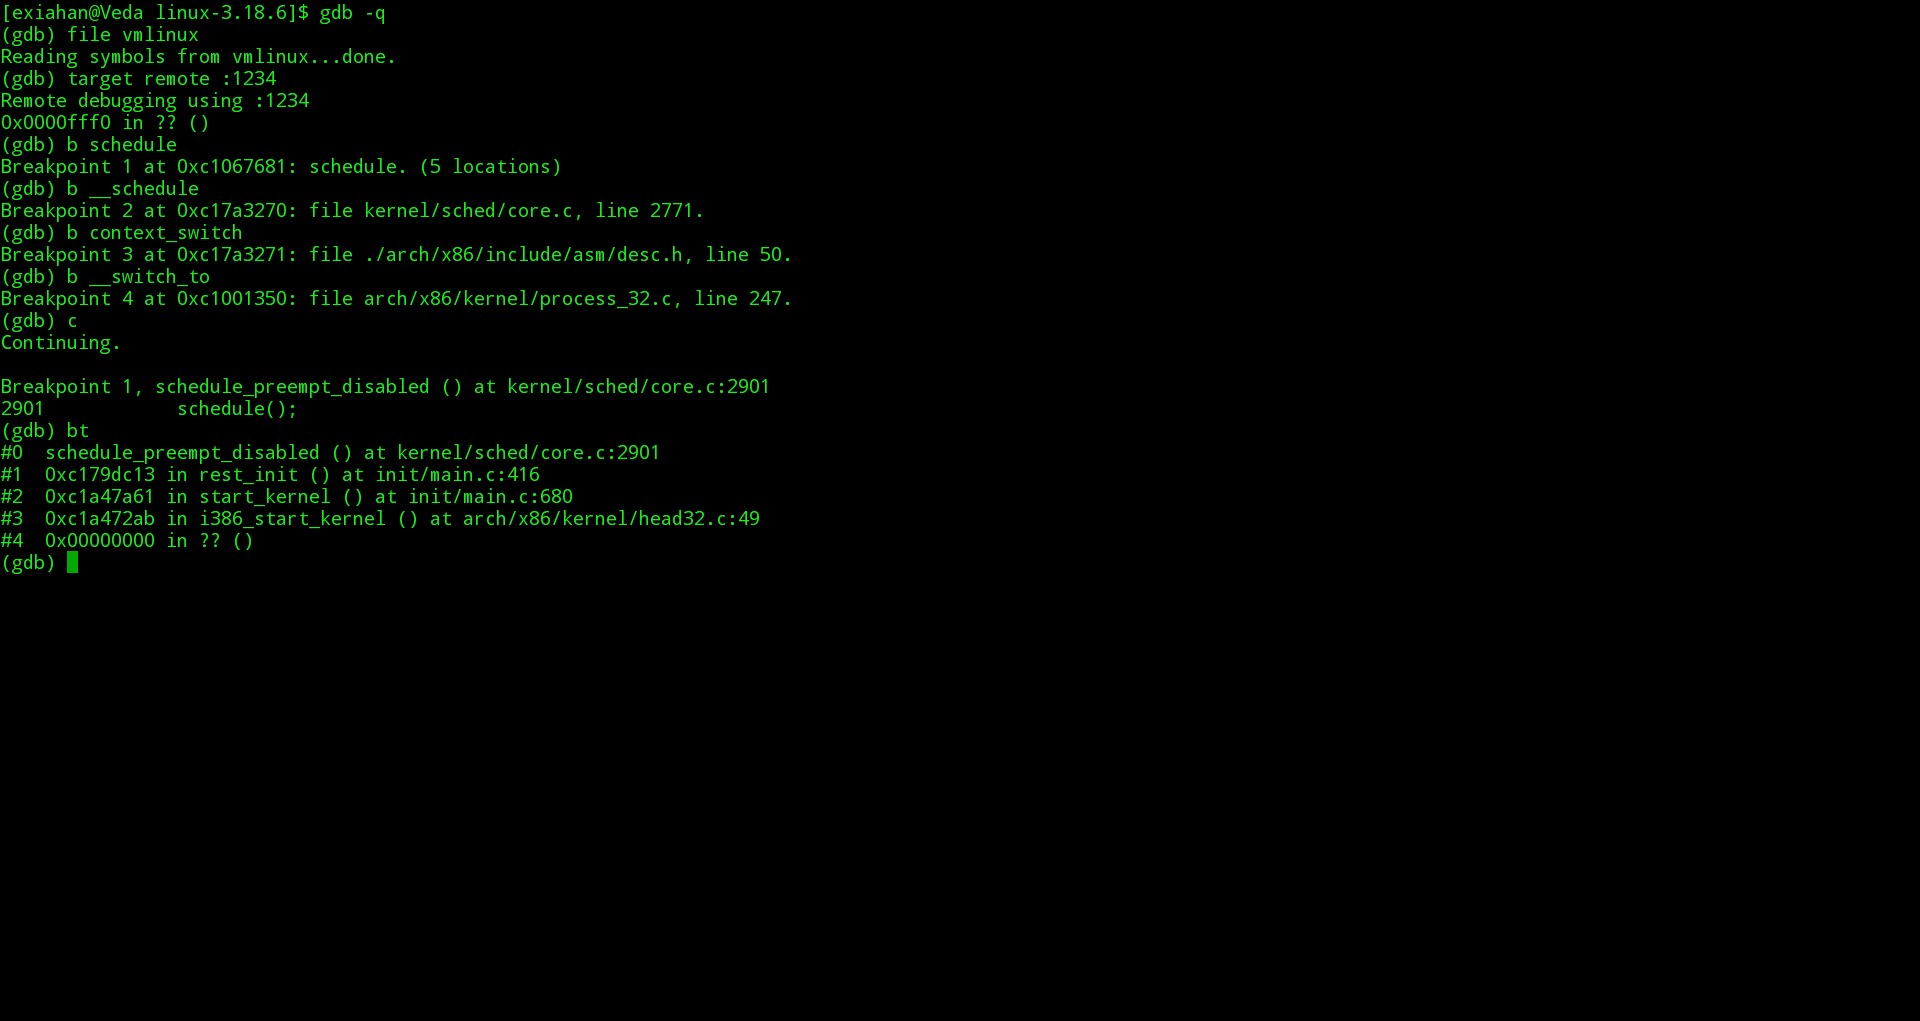 [exiahan@Veda linux-3.18.6]$ gdb -q
(gdb) file vmlinux
Reading symbols from vmlinux...done.
(gdb) target remote :1234
Remote debugging using :1234
0x0000fff0 in ?? ()
(gdb) b schedule
Breakpoint 1 at 0xc1067681: schedule. (5 locations)
(gdb) b __schedule
Breakpoint 2 at 0xc17a3270: file kernel/sched/core.c, line 2771.
(gdb) b context_switch
Breakpoint 3 at 0xc17a3271: file ./arch/x86/include/asm/desc.h, line 50.
(gdb) b __switch_to
Breakpoint 4 at 0xc1001350: file arch/x86/kernel/process_32.c, line 247.
(gdb) c
Continuing.

Breakpoint 1, schedule_preempt_disabled () at kernel/sched/core.c:2901
2901            schedule();
(gdb) bt
#0  schedule_preempt_disabled () at kernel/sched/core.c:2901
#1  0xc179dc13 in rest_init () at init/main.c:416
#2  0xc1a47a61 in start_kernel () at init/main.c:680
#3  0xc1a472ab in i386_start_kernel () at arch/x86/kernel/head32.c:49
#4  0x00000000 in ?? ()
(gdb)